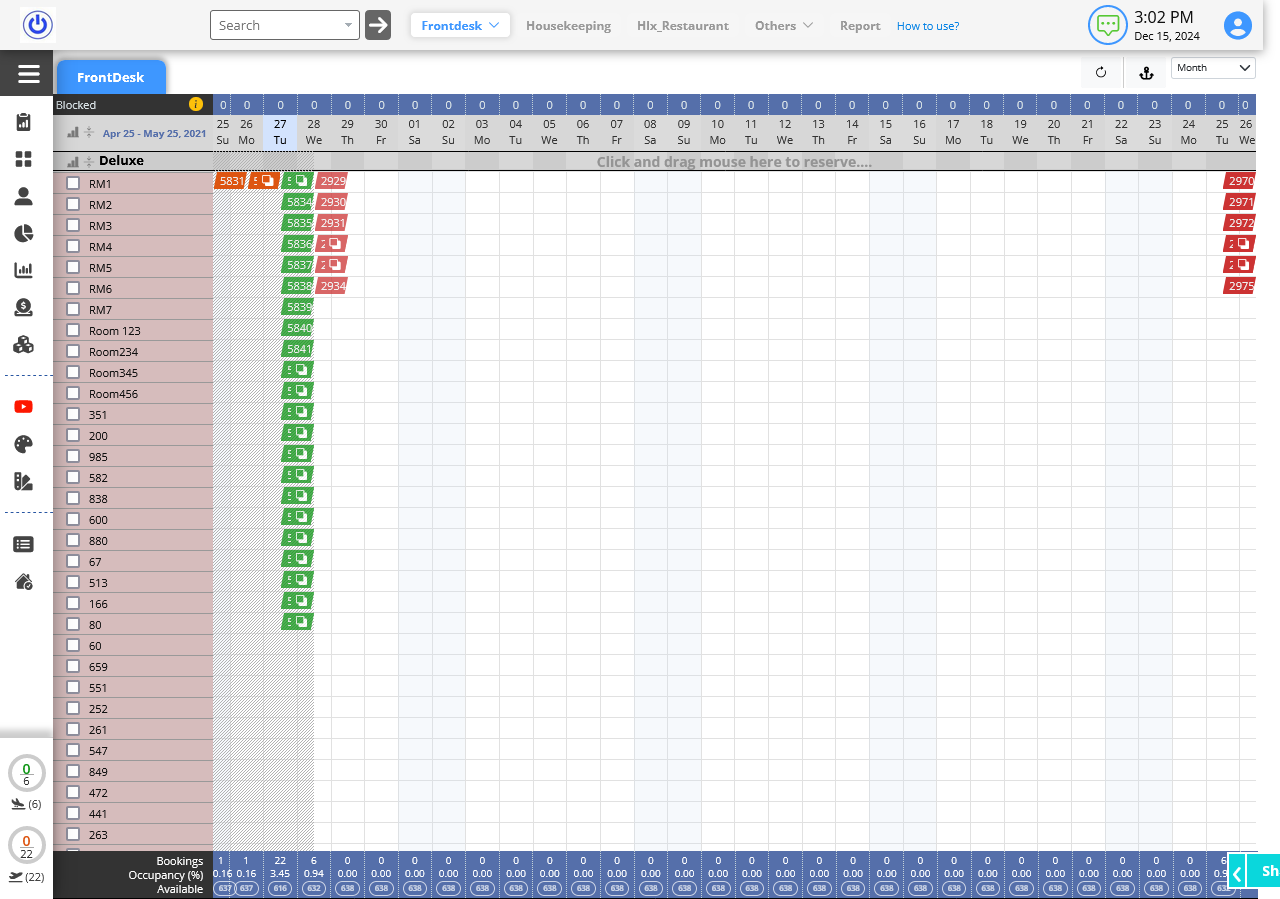 Search
Frontdesk
Housekeeping
Hlx_Restaurant
Others
Report
How to use?
3:02 PM
Dec 15, 2024
FrontDesk
Month
Blocked 0 0 0 0 0 0 0 0 0 0 0 0 0 0 0 0 0 0 0 0 0 0 0 0 0 0 0 0 0 0 0 0
Apr 25 - May 25, 2021
25 26 27 28 29 30 01 02 03 04 05 06 07 08 09 10 11 12 13 14 15 16 17 18 19 20 21 22 23 24 25 26
Su Mo Tu We Th Fr Sa Su Mo Tu We Th Fr Sa Su Mo Tu We Th Fr Sa Su Mo Tu We Th Fr Sa Su Mo Tu We
Deluxe Click and drag mouse here to reserve....
RM1 5831 2929 2970
RM2 5834 2930 2971
RM3 5835 2931 2972
RM4 5836
RM5 5837
RM6 5838 2934 2975
RM7 5839
Room 123 5840
Room234 5841
Room345
Room456
351
200
985
582
838
600
880
67
513
166
80
60
659
551
252
261
547
849
472
441
263
0
6
(6)
0
22
(22)
Bookings 1 1 22 6 0 0 0 0 0 0 0 0 0 0 0 0 0 0 0 0 0 0 0 0 0 0 0 0 0 0 6
Occupancy (%) 0.16 0.16 3.45 0.94 0.00 0.00 0.00 0.00 0.00 0.00 0.00 0.00 0.00 0.00 0.00 0.00 0.00 0.00 0.00 0.00 0.00 0.00 0.00 0.00 0.00 0.00 0.00 0.00 0.00 0.00
Available 637 637 616 632 638 638 638 638 638 638 638 638 638 638 638 638 638 638 638 638 638 638 638 638 638 638 638 638 638 638
Sh